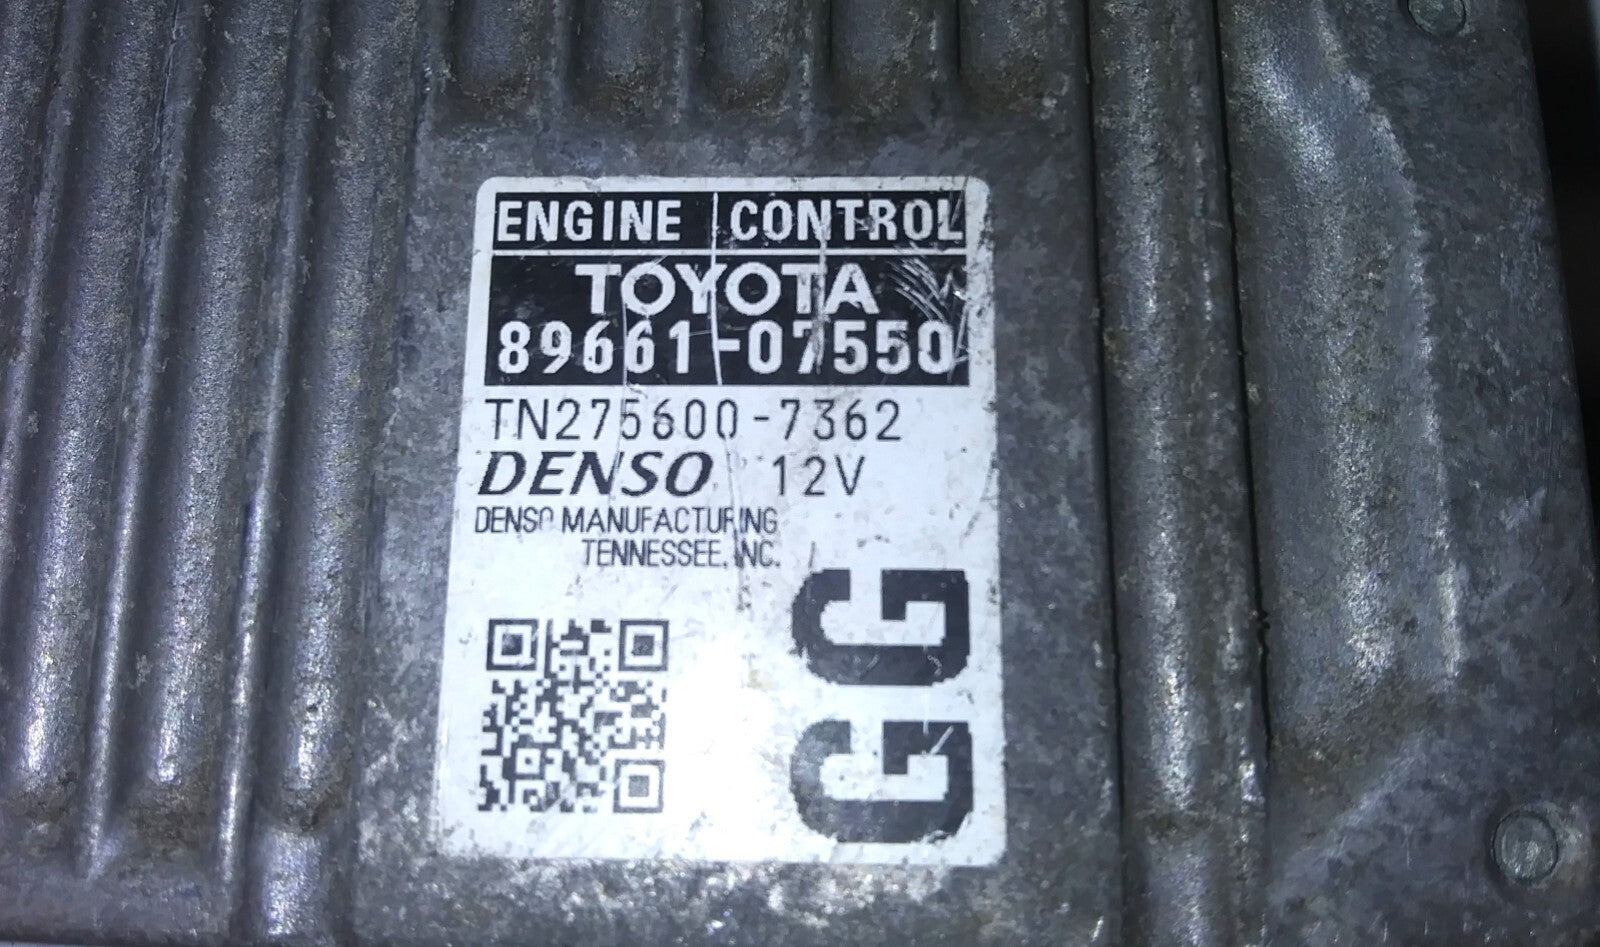 ENGINE CONTROL
TOYOTA
89661-07550
TN275600-7362
DENSO 12V
DENSO MANUFACTURING
TENNESSEE, INC.
GG